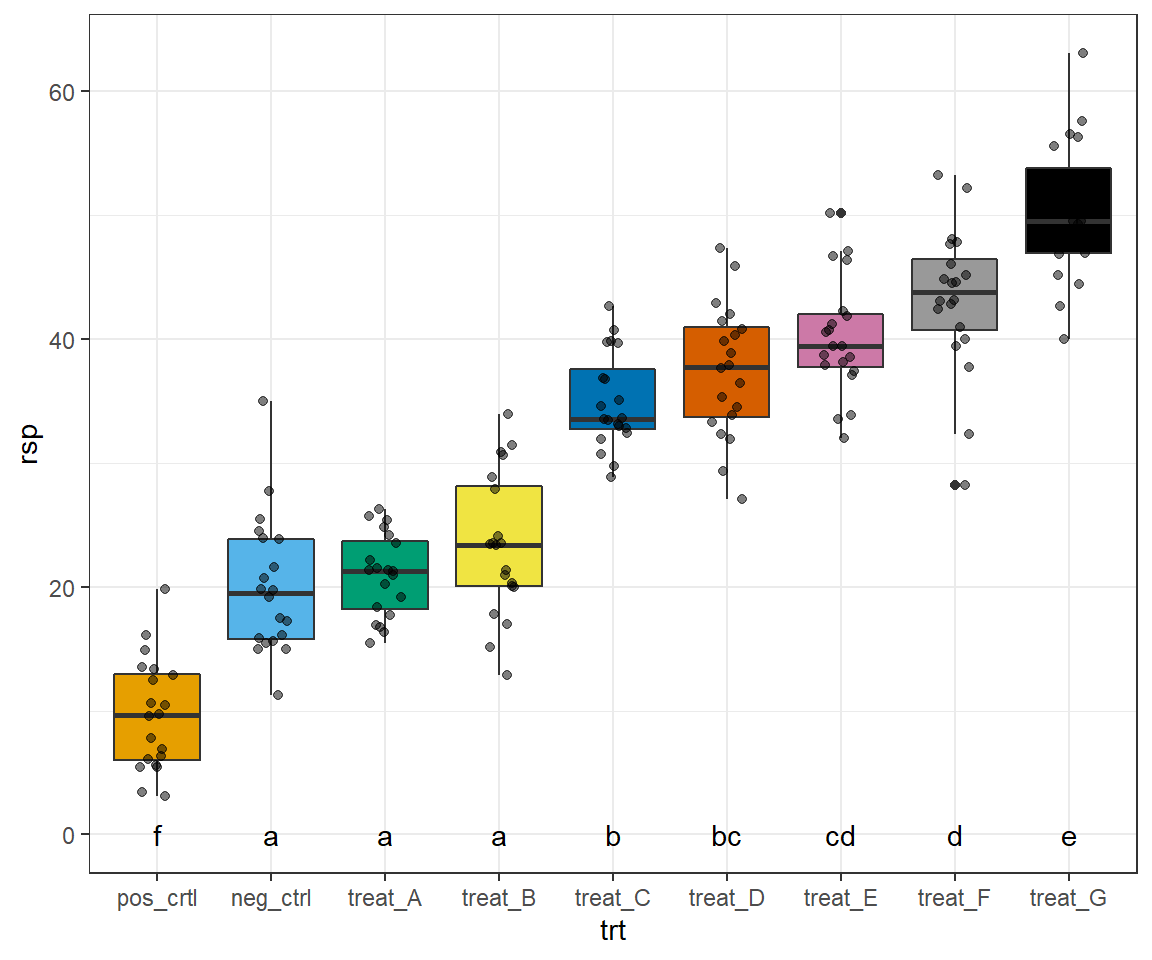 60
40
20
0
rsp
f a a a b bc cd d e
pos_crtl neg_ctrl treat_A treat_B treat_C treat_D treat_E treat_F treat_G
trt